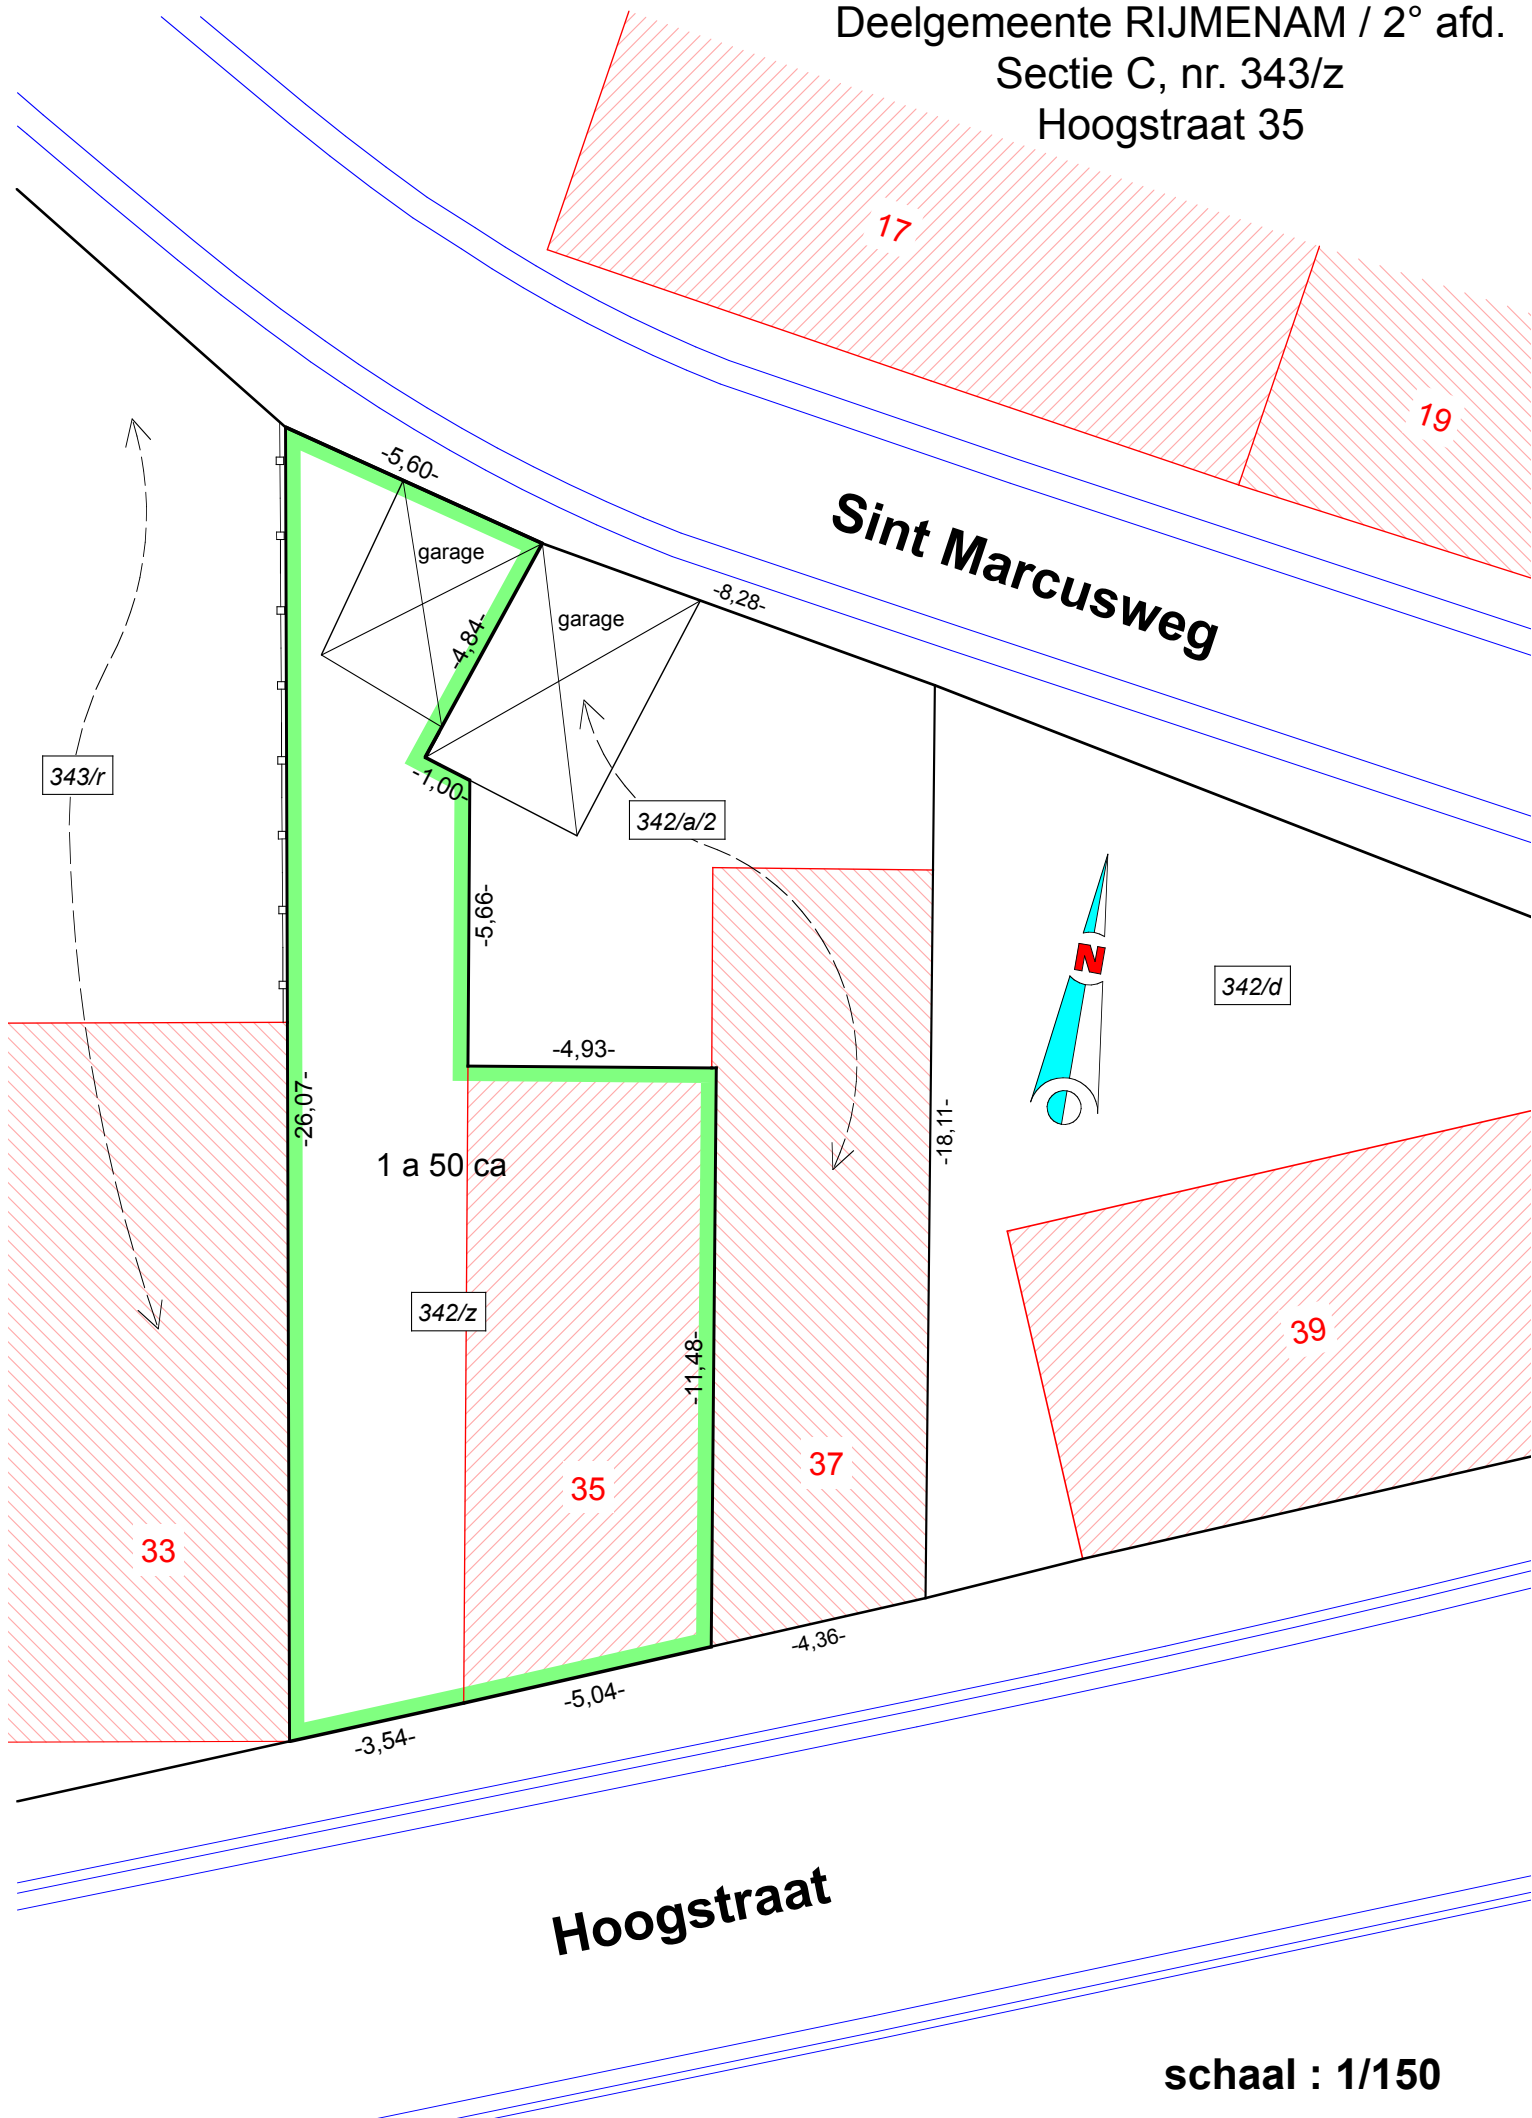 Deelgemeente RIJMENAM / 2° afd.
Sectie C, nr. 343/z
Hoogstraat 35
17
19
-5,60-
garage
Sint Marcusweg
-8,28-
garage
-4,84-
343/r
-1,00-
342/a/2
-5,66-
N
342/d
-4,93-
-26,07-
-18,11-
1 a 50 ca
342/z
39
-11,48-
37
35
33
-4,36-
-5,04-
-3,54-
Hoogstraat
schaal : 1/150